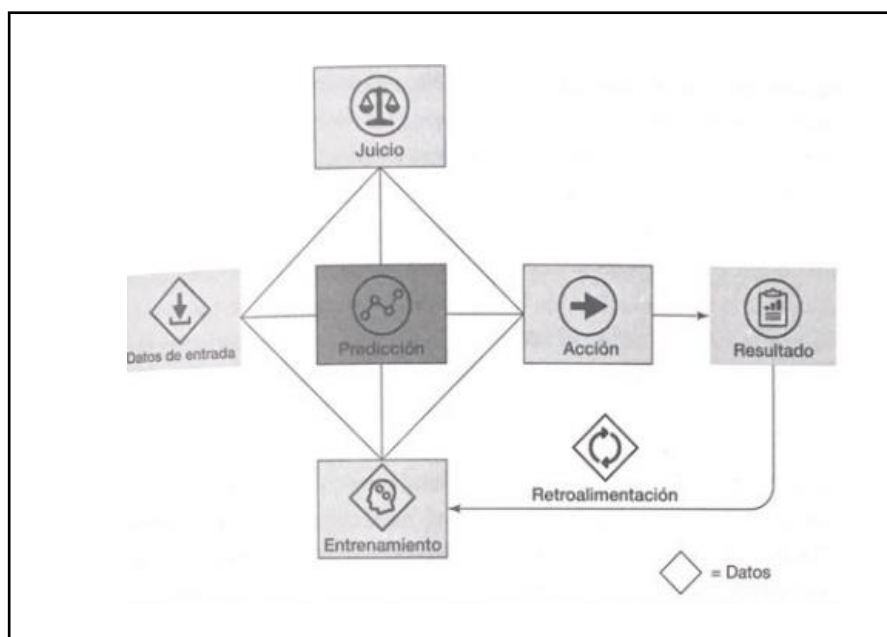 Juicio
Datos de entrada
Predicción
Acción
Resultado
Retroalimentación
Entrenamiento
= Datos